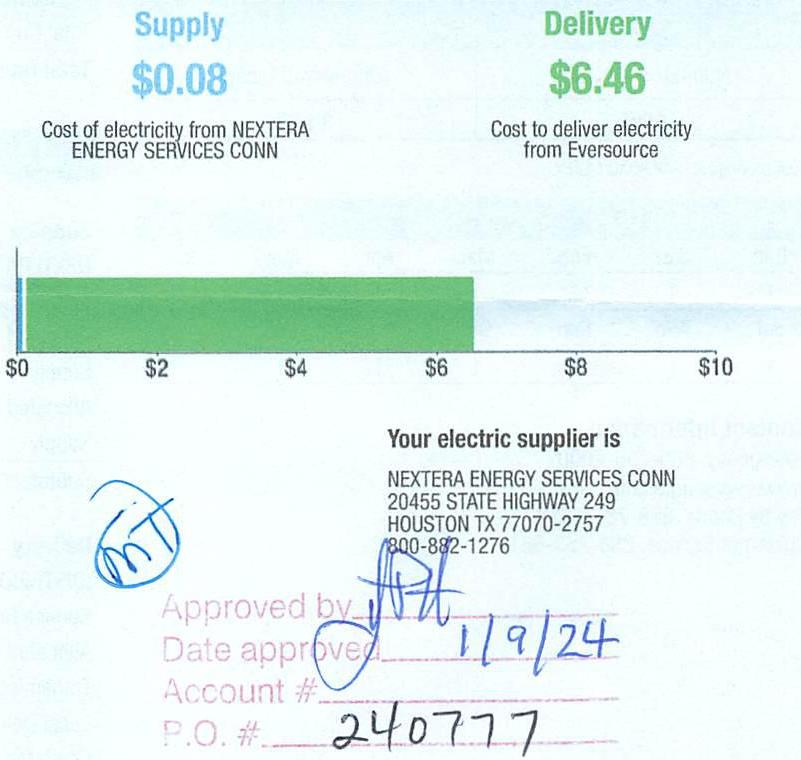 Supply
$0.08
Cost of electricity from NEXTERA
ENERGY SERVICES CONN
Delivery
$6.46
Cost to deliver electricity
from Eversource
$0 $2 $4 $6 $8 $10
Your electric supplier is
NEXTERA ENERGY SERVICES CONN
20455 STATE HIGHWAY 249
HOUSTON TX 77070-2757
800-882-1276
Approved by
Date approved 1/9/24
Account #
P.O. # 240777